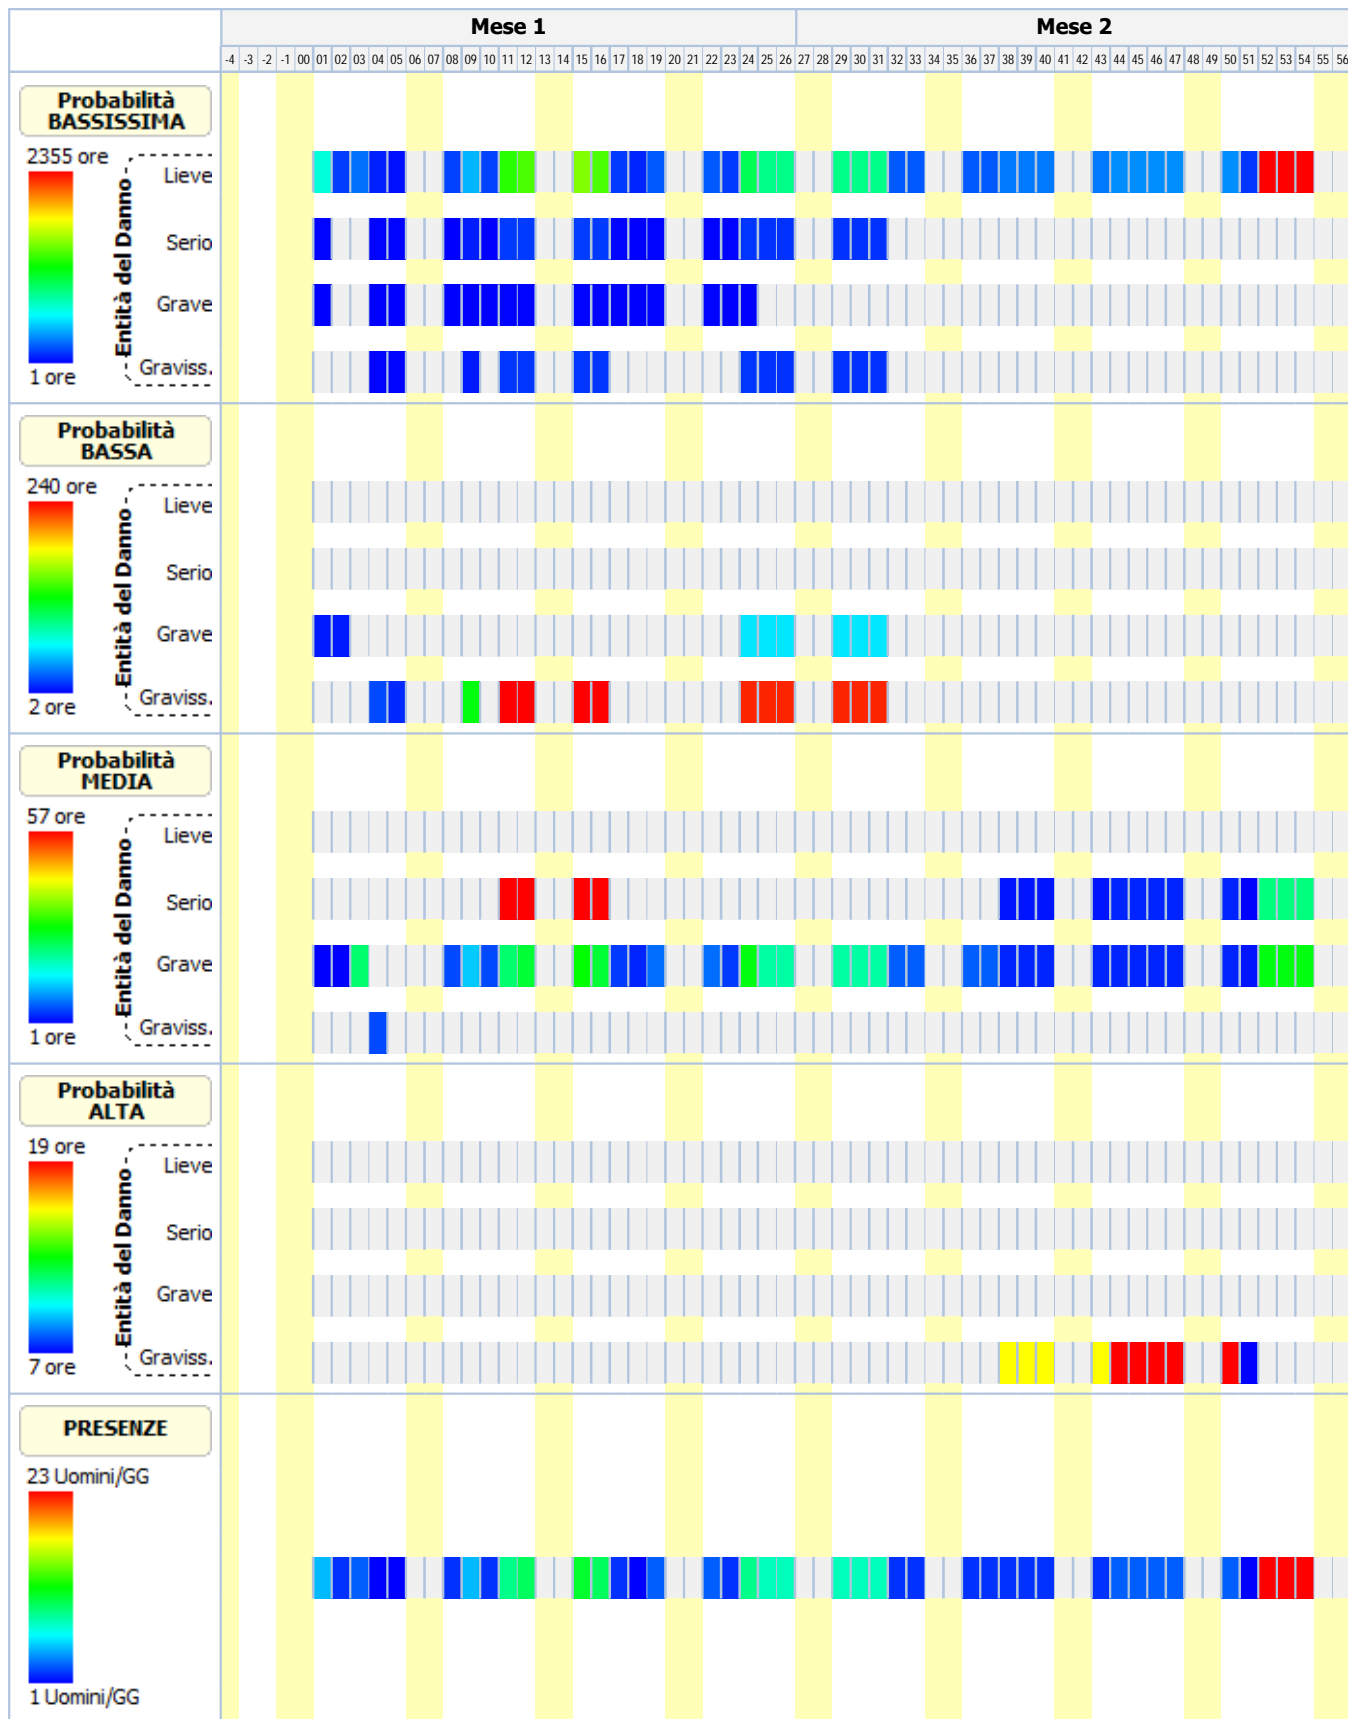 Mese 1 Mese 2
-4 -3 -2 -1 00 01 02 03 04 05 06 07 08 09 10 11 12 13 14 15 16 17 18 19 20 21 22 23 24 25 26 27 28 29 30 31 32 33 34 35 36 37 38 39 40 41 42 43 44 45 46 47 48 49 50 51 52 53 54 55 56
Probabilità
BASSISSIMA
2355 ore
Lieve
Serio
Entità del Danno
Grave
Graviss.
1 ore
Probabilità
BASSA
240 ore
Lieve
Serio
Entità del Danno
Grave
Graviss.
2 ore
Probabilità
MEDIA
57 ore
Lieve
Serio
Entità del Danno
Grave
Graviss.
1 ore
Probabilità
ALTA
19 ore
Lieve
Serio
Entità del Danno
Grave
Graviss.
7 ore
PRESENZE
23 Uomini/GG
1 Uomini/GG